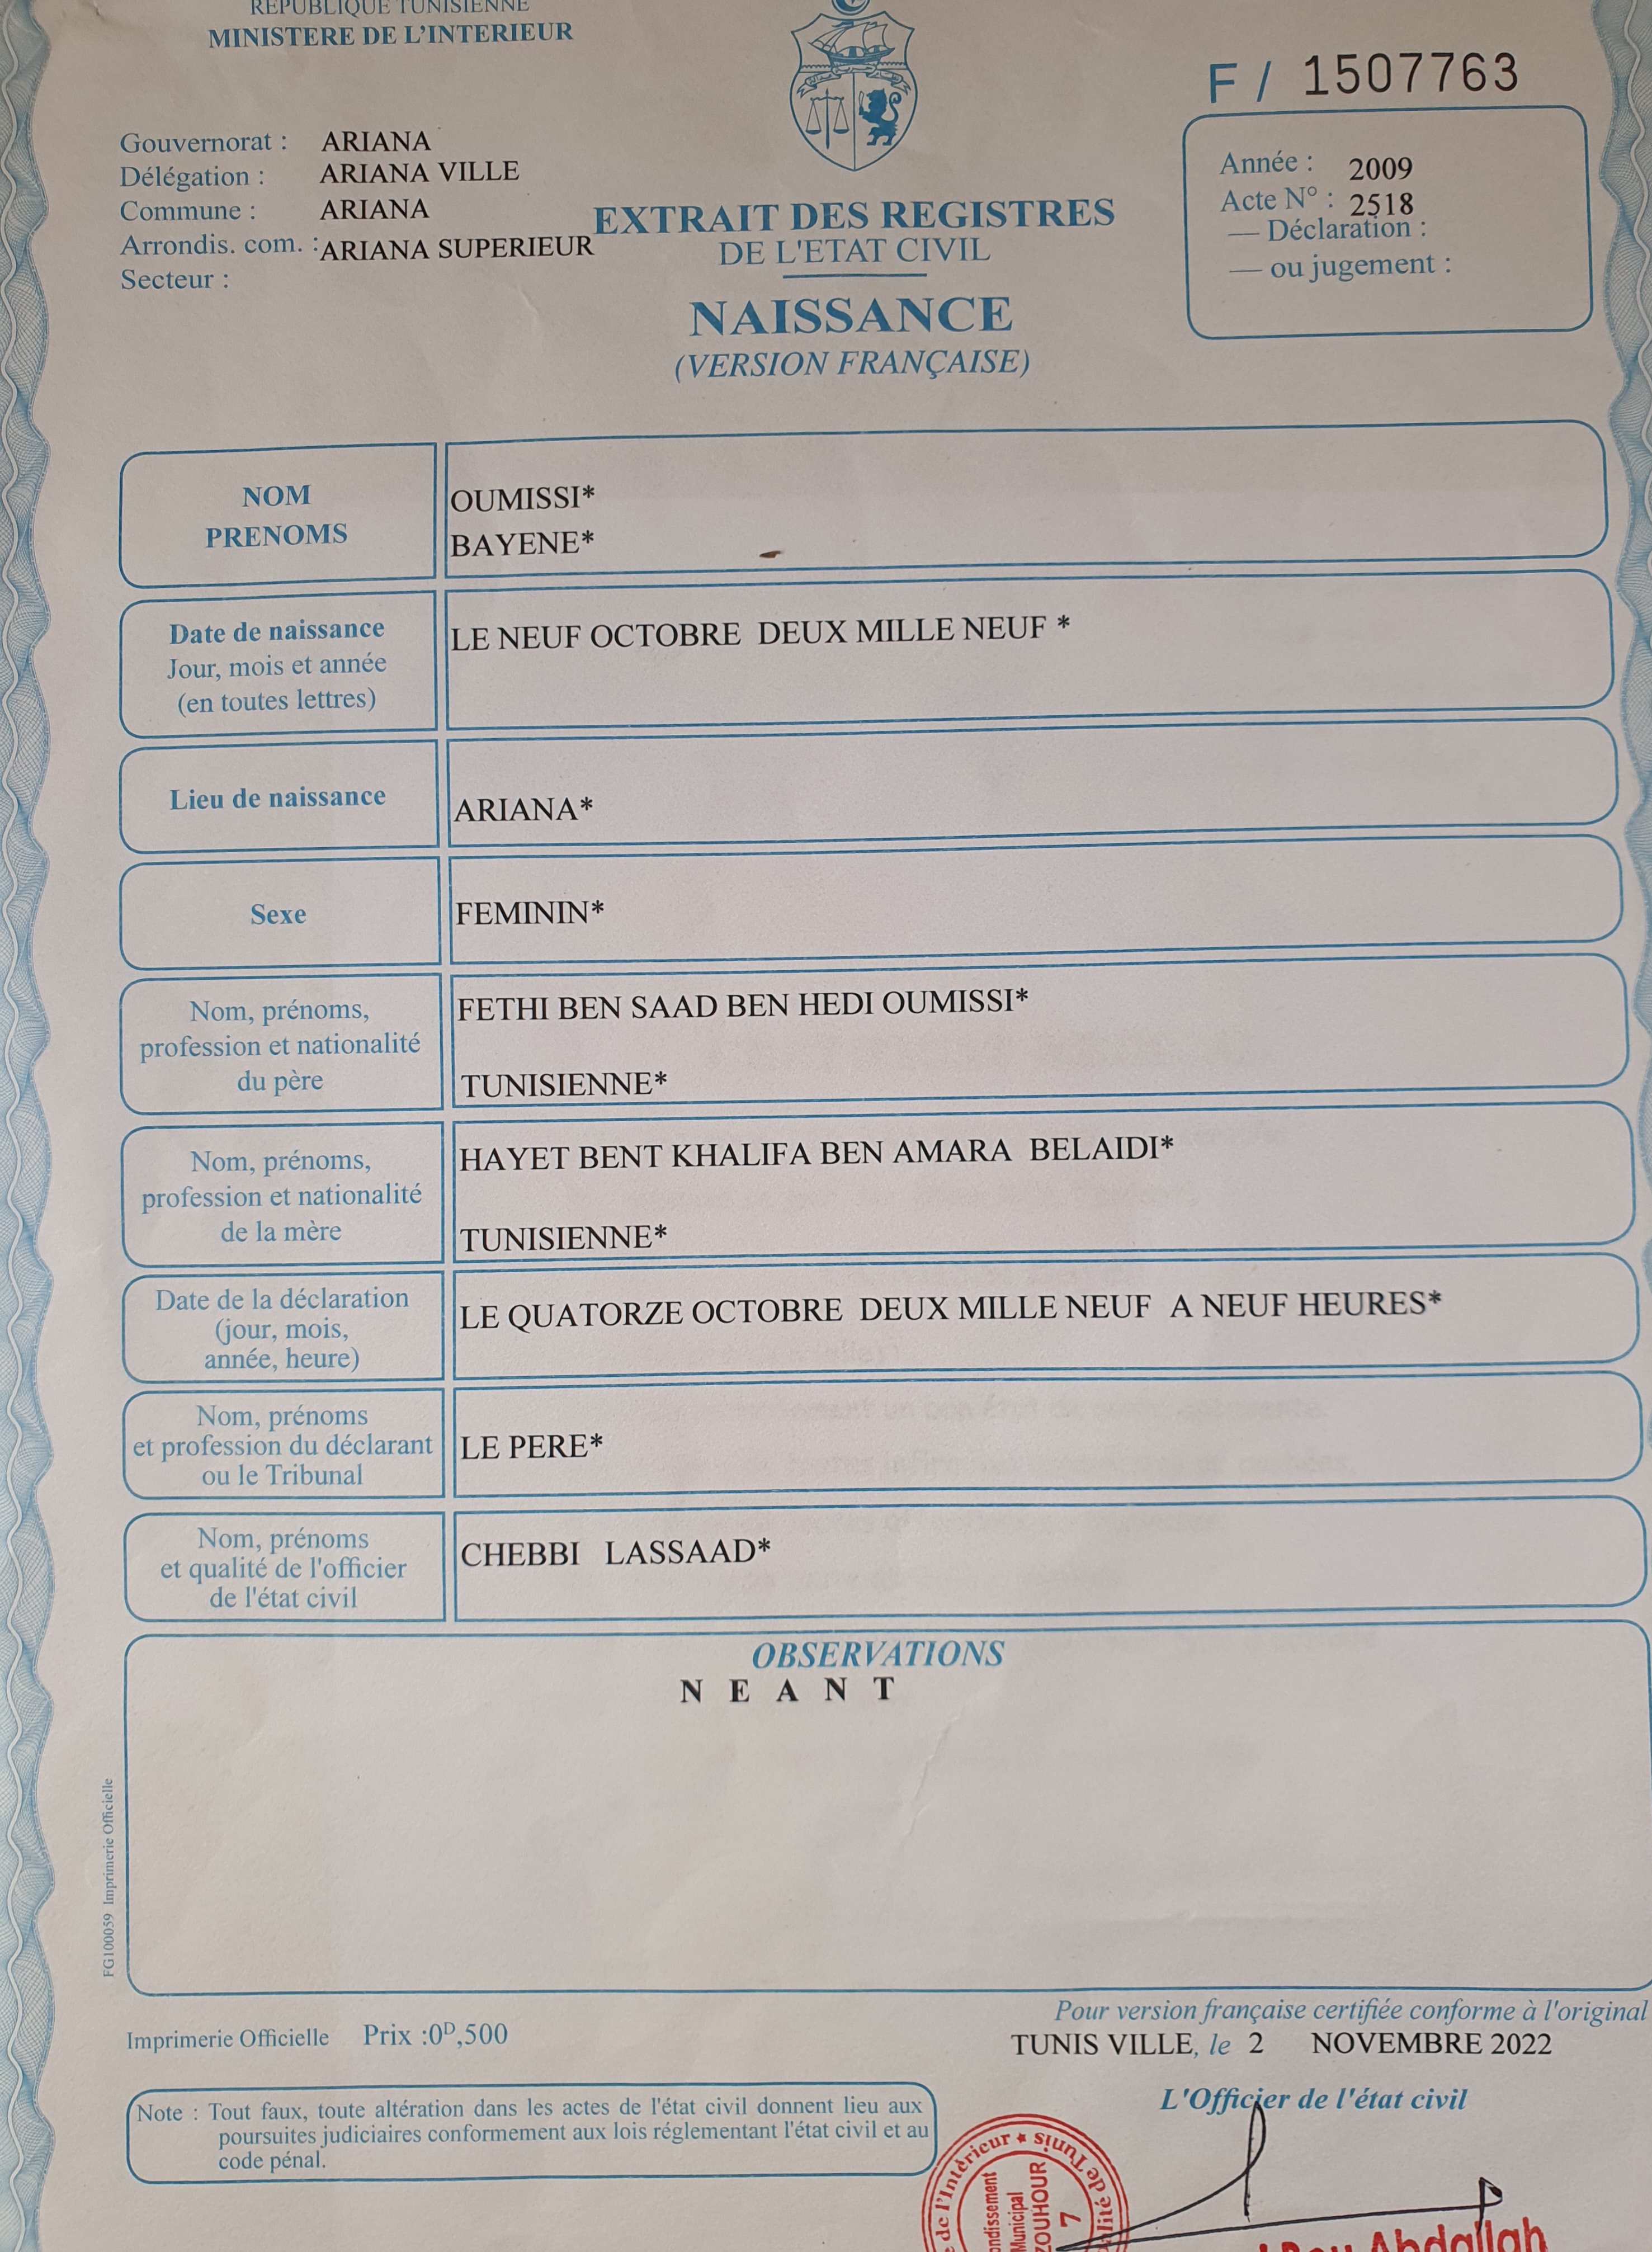 REPUBLIQUE TUNISIENNE
MINISTERE DE L'INTERIEUR
F / 1507763
Gouvernorat : ARIANA
Délégation : ARIANA VILLE
Commune : ARIANA
Arrondis. com. : ARIANA SUPERIEUR
Secteur :
EXTRAIT DES REGISTRES
DE L'ETAT CIVIL
NAISSANCE
(VERSION FRANÇAISE)
Année : 2009
Acte N° : 2518
— Déclaration :
— ou jugement :
NOM
PRENOMS
OUMISSI*
BAYENE*
Date de naissance
Jour, mois et année
(en toutes lettres)
LE NEUF OCTOBRE DEUX MILLE NEUF *
Lieu de naissance
ARIANA*
Sexe
FEMININ*
Nom, prénoms,
profession et nationalité
du père
FETHI BEN SAAD BEN HEDI OUMISSI*
TUNISIENNE*
Nom, prénoms,
profession et nationalité
de la mère
HAYET BENT KHALIFA BEN AMARA BELAIDI*
TUNISIENNE*
Date de la déclaration
(jour, mois,
année, heure)
LE QUATORZE OCTOBRE DEUX MILLE NEUF A NEUF HEURES*
Nom, prénoms
et profession du déclarant
ou le Tribunal
LE PERE*
Nom, prénoms
et qualité de l'officier
de l'état civil
CHEBBI LASSAAD*
OBSERVATIONS
N E A N T
FG100059 Imprimerie Officielle
Pour version française certifiée conforme à l'original
Imprimerie Officielle Prix :0D,500
TUNIS VILLE, le 2 NOVEMBRE 2022
L'Officier de l'état civil
Note : Tout faux, toute altération dans les actes de l'état civil donnent lieu aux
poursuites judiciaires conformement aux lois réglementant l'état civil et au
code pénal.
de l'Intérieur * de Tunis
Municipal
ZOUHOUR
7
Abdallah